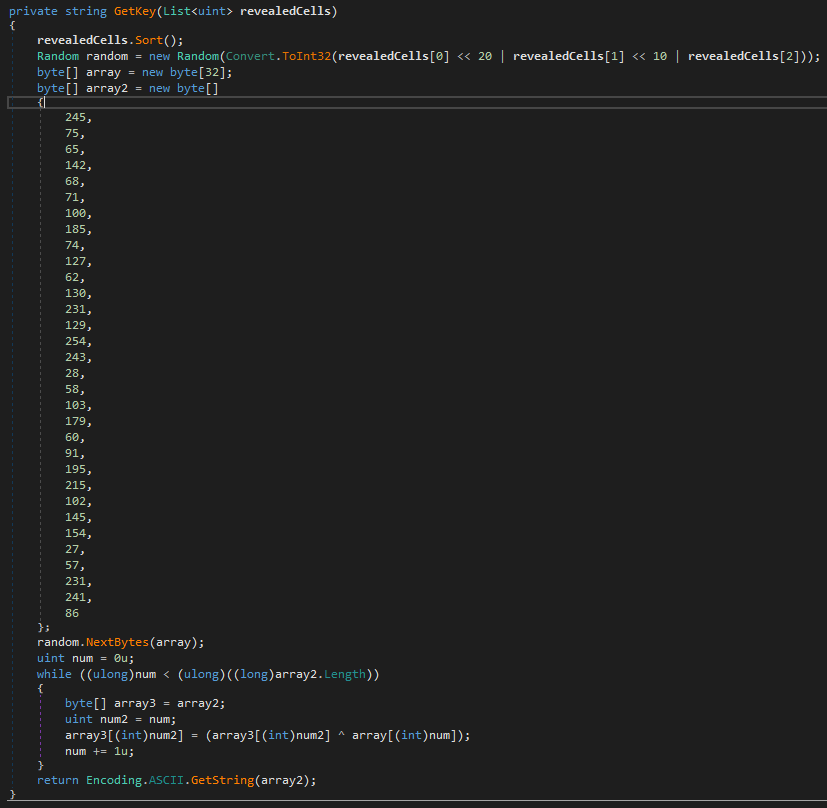 private string GetKey(List<uint> revealedCells)
{
revealedCells.Sort();
Random random = new Random(Convert.ToInt32(revealedCells[0] << 20 | revealedCells[1] << 10 | revealedCells[2]));
byte[] array = new byte[32];
byte[] array2 = new byte[]
{
245,
75,
65,
142,
68,
71,
100,
185,
74,
127,
62,
130,
231,
129,
254,
243,
28,
58,
103,
179,
60,
91,
195,
215,
102,
145,
154,
27,
57,
231,
241,
86
};
random.NextBytes(array);
uint num = 0u;
while ((ulong)num < (ulong)((long)array2.Length))
{
byte[] array3 = array2;
uint num2 = num;
array3[(int)num2] = (array3[(int)num2] ^ array[(int)num]);
num += 1u;
}
return Encoding.ASCII.GetString(array2);
}